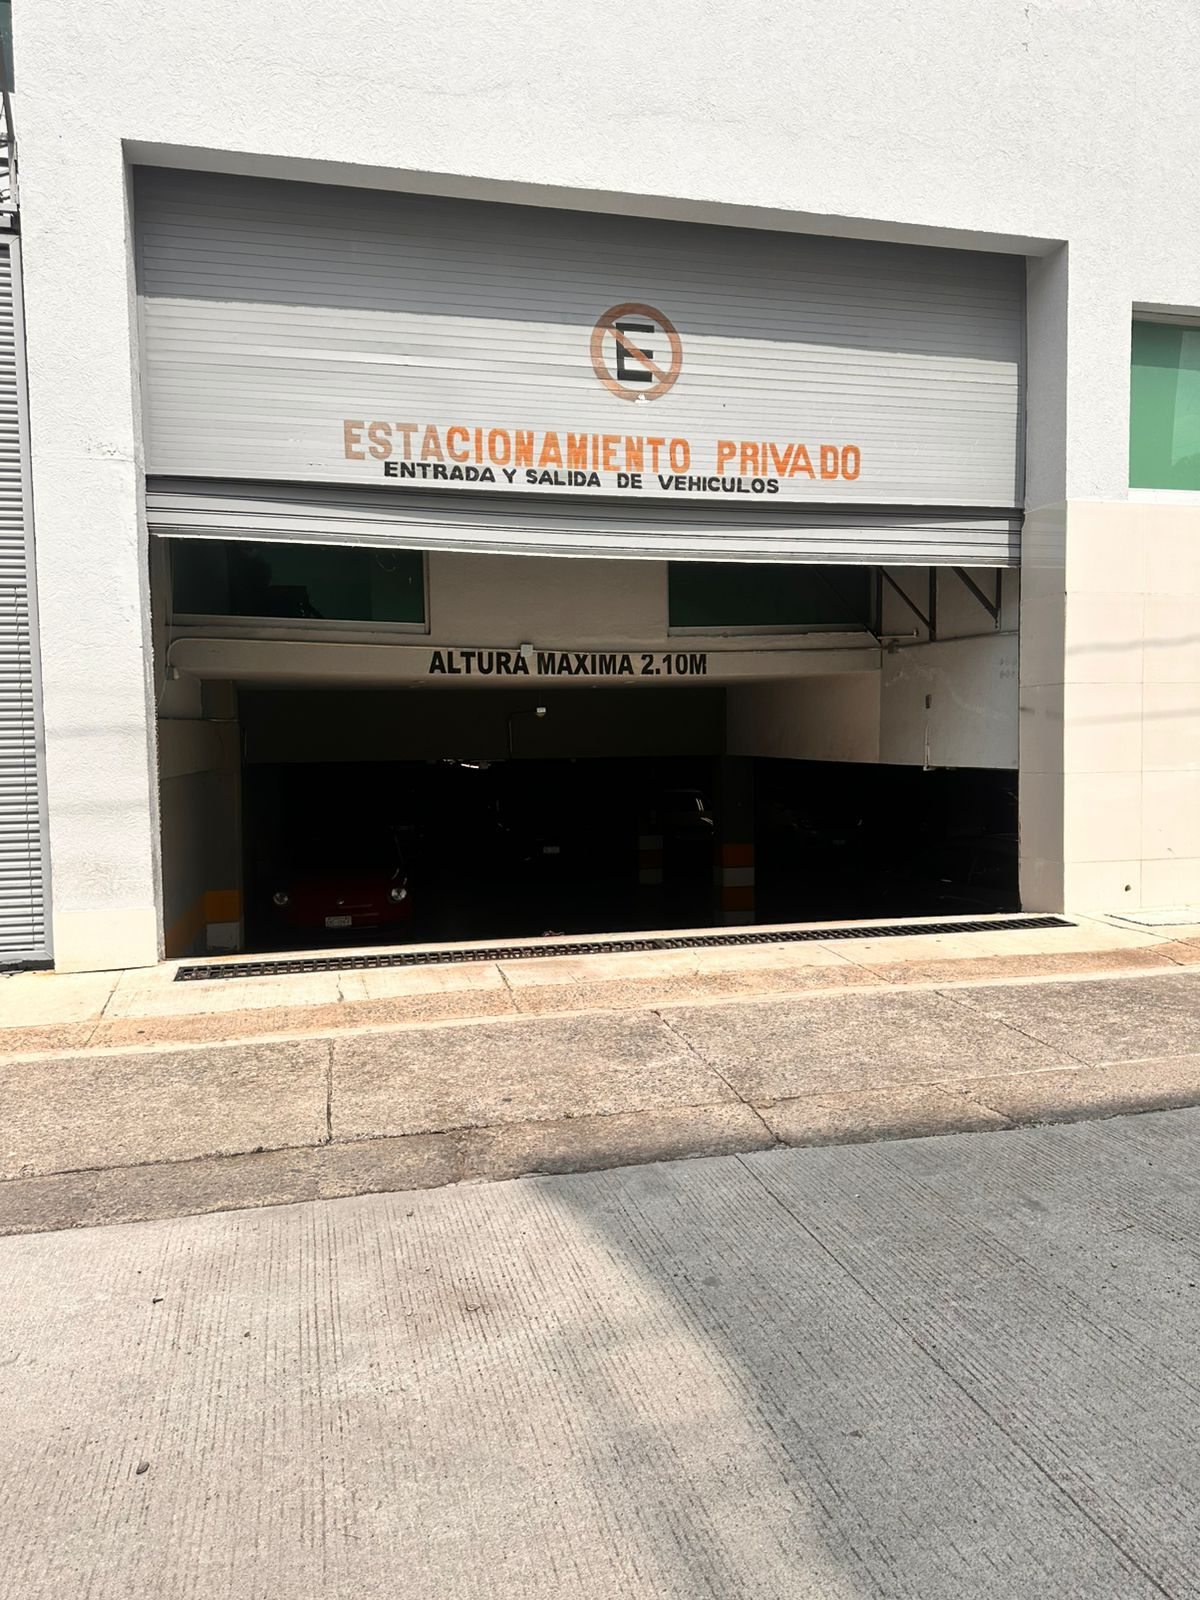 E
ESTACIONAMIENTO PRIVADO
ENTRADA Y SALIDA DE VEHICULOS
ALTURA MAXIMA 2.10M